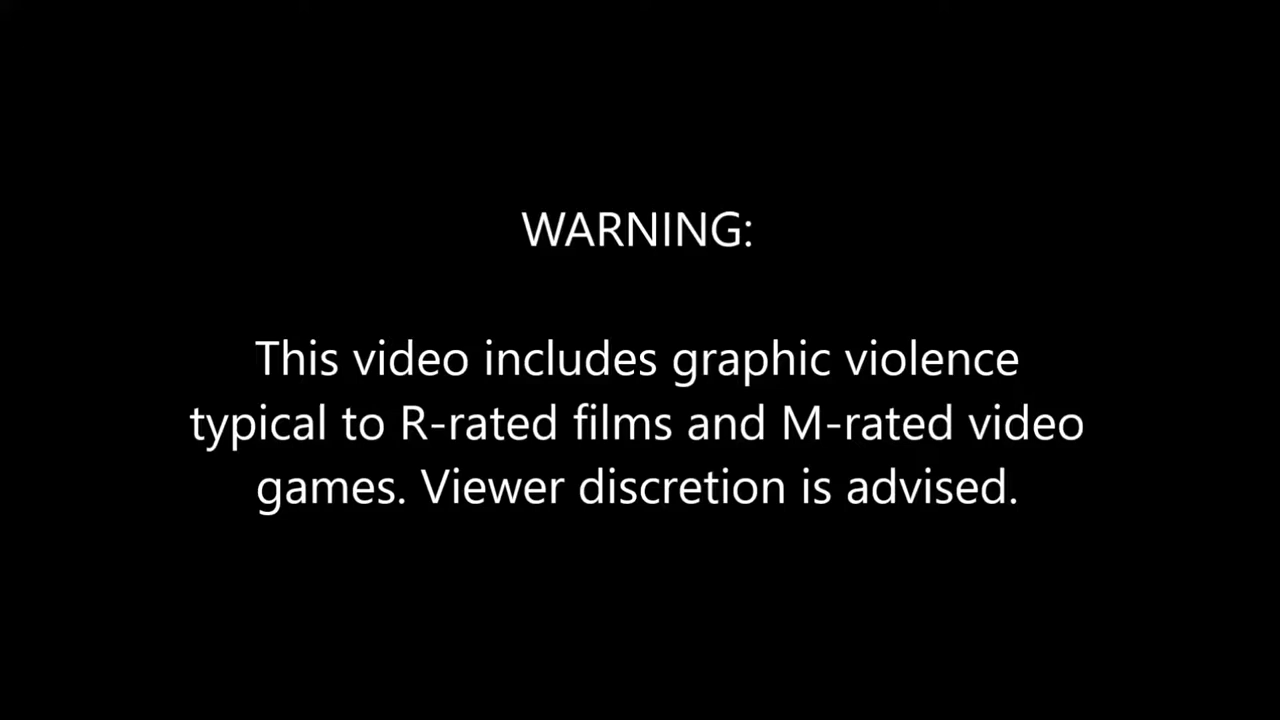 WARNING:
This video includes graphic violence
typical to R-rated films and M-rated video
games. Viewer discretion is advised.